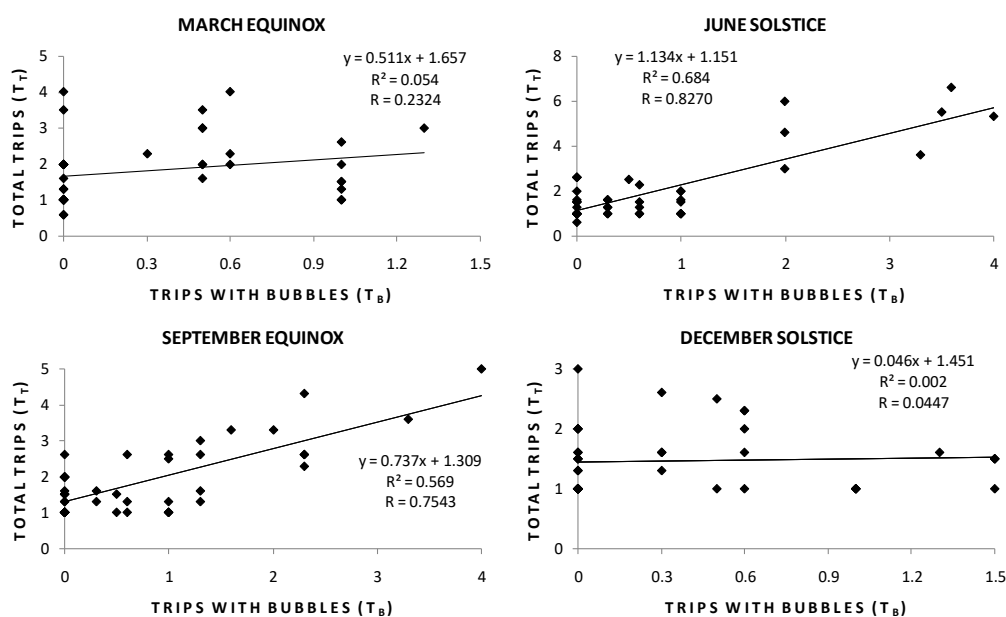 MARCH EQUINOX
y = 0.511x + 1.657
R² = 0.054
R = 0.2324
TOTAL TRIPS (T_T)
5
4
3
2
1
0
0 0.3 0.6 0.9 1.2 1.5
TRIPS WITH BUBBLES (T_B)
JUNE SOLSTICE
y = 1.134x + 1.151
R² = 0.684
R = 0.8270
TOTAL TRIPS (T_T)
8
6
4
2
0
0 1 2 3 4
TRIPS WITH BUBBLES (T_B)
SEPTEMBER EQUINOX
y = 0.737x + 1.309
R² = 0.569
R = 0.7543
TOTAL TRIPS (T_T)
5
4
3
2
1
0
0 1 2 3 4
TRIPS WITH BUBBLES (T_B)
DECEMBER SOLSTICE
y = 0.046x + 1.451
R² = 0.002
R = 0.0447
TOTAL TRIPS (T_T)
3
2
1
0
0 0.3 0.6 0.9 1.2 1.5
TRIPS WITH BUBBLES (T_B)